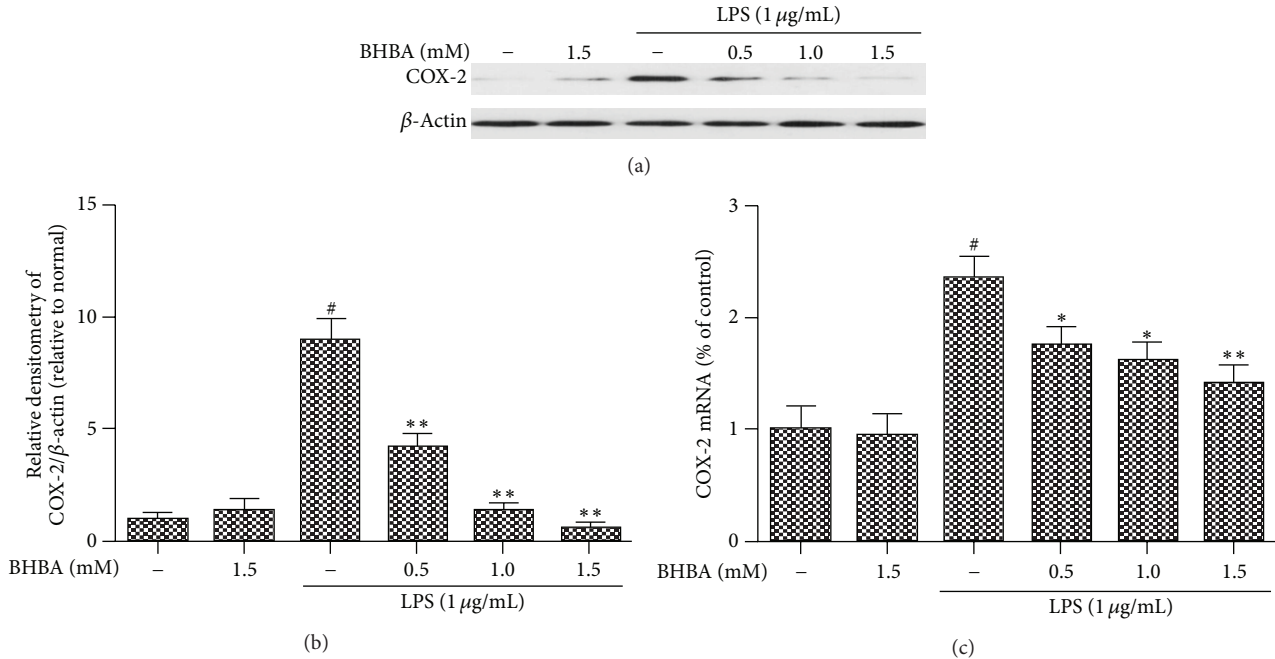 LPS (1 μg/mL)
BHBA (mM) – 1.5 – 0.5 1.0 1.5
COX-2
β-Actin
(a)
Relative densitometry of
COX-2/β-actin (relative to normal)
15
10
5
0
#
**
**
**
BHBA (mM) – 1.5 – 0.5 1.0 1.5
LPS (1 μg/mL)
(b)
COX-2 mRNA (% of control)
3
2
1
0
#
*
*
**
BHBA (mM) – 1.5 – 0.5 1.0 1.5
LPS (1 μg/mL)
(c)